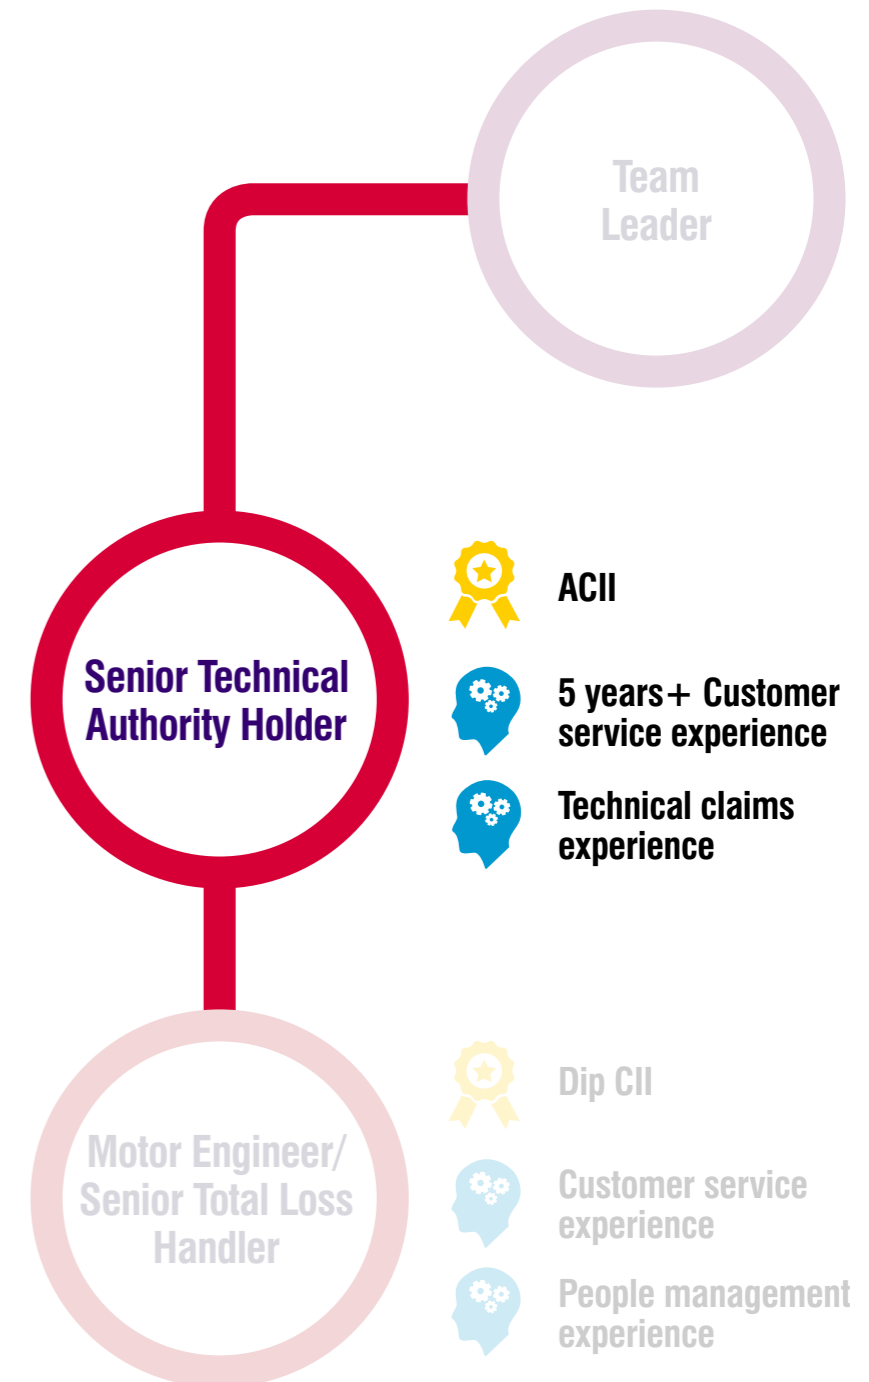 Team
Leader
Senior Technical
Authority Holder
ACII
5 years+ Customer
service experience
Technical claims
experience
Motor Engineer/
Senior Total Loss
Handler
Dip CII
Customer service
experience
People management
experience